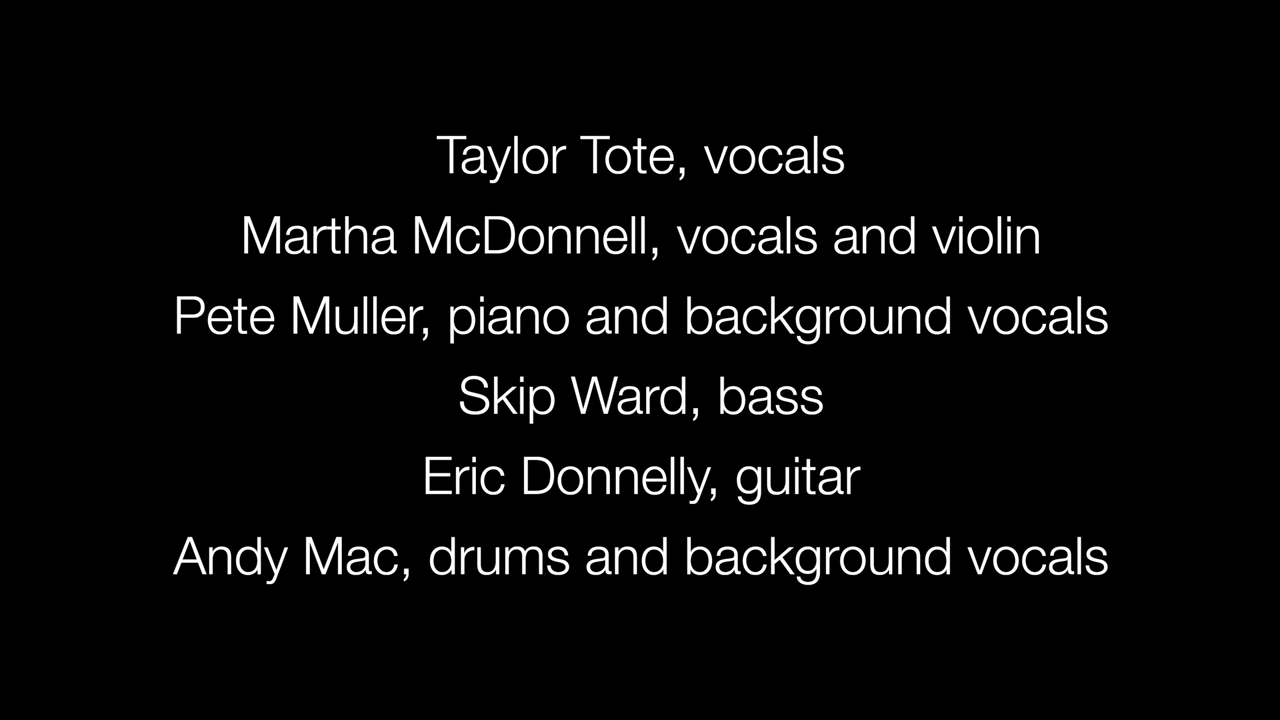 Taylor Tote, vocals
Martha McDonnell, vocals and violin
Pete Muller, piano and background vocals
Skip Ward, bass
Eric Donnelly, guitar
Andy Mac, drums and background vocals